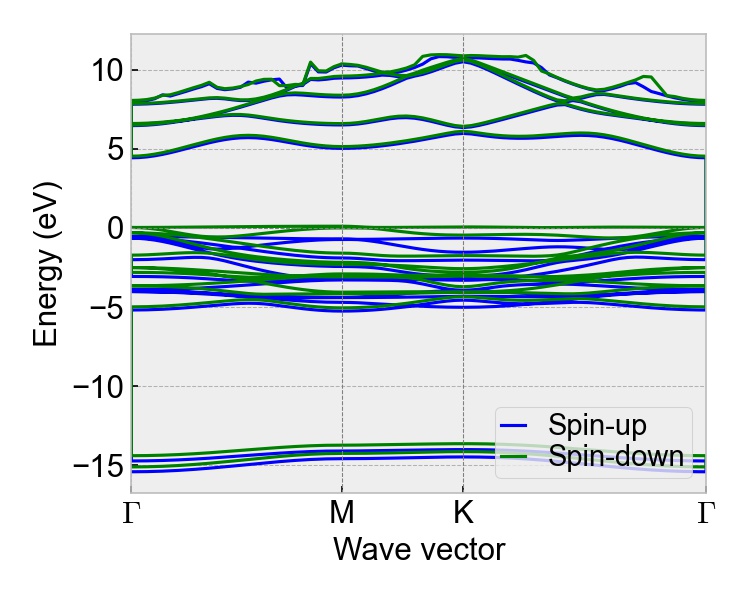 Energy (eV)
10
5
0
−5
−10
−15
Spin-up
Spin-down
Γ M K Γ
Wave vector